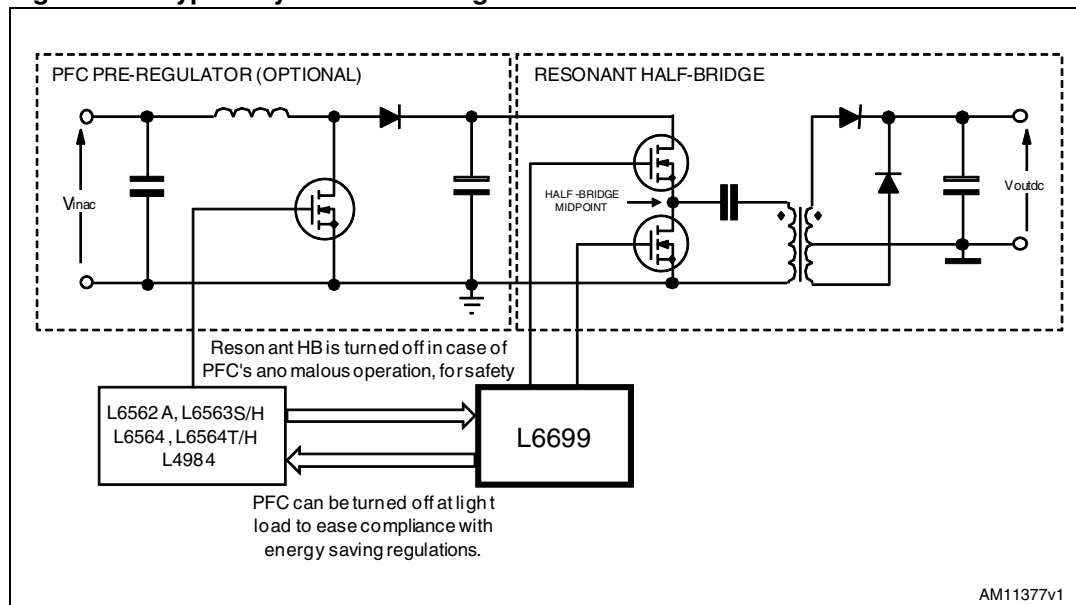 PFC PRE-REGULATOR (OPTIONAL)
RESONANT HALF-BRIDGE
Vinac
HALF-BRIDGE
MIDPOINT
Voutdc
Resonant HB is turned off in case of
PFC's anomalous operation, for safety
L6562A, L6563S/H
L6564, L6564T/H
L4984
L6699
PFC can be turned off at light
load to ease compliance with
energy saving regulations.
AM11377v1